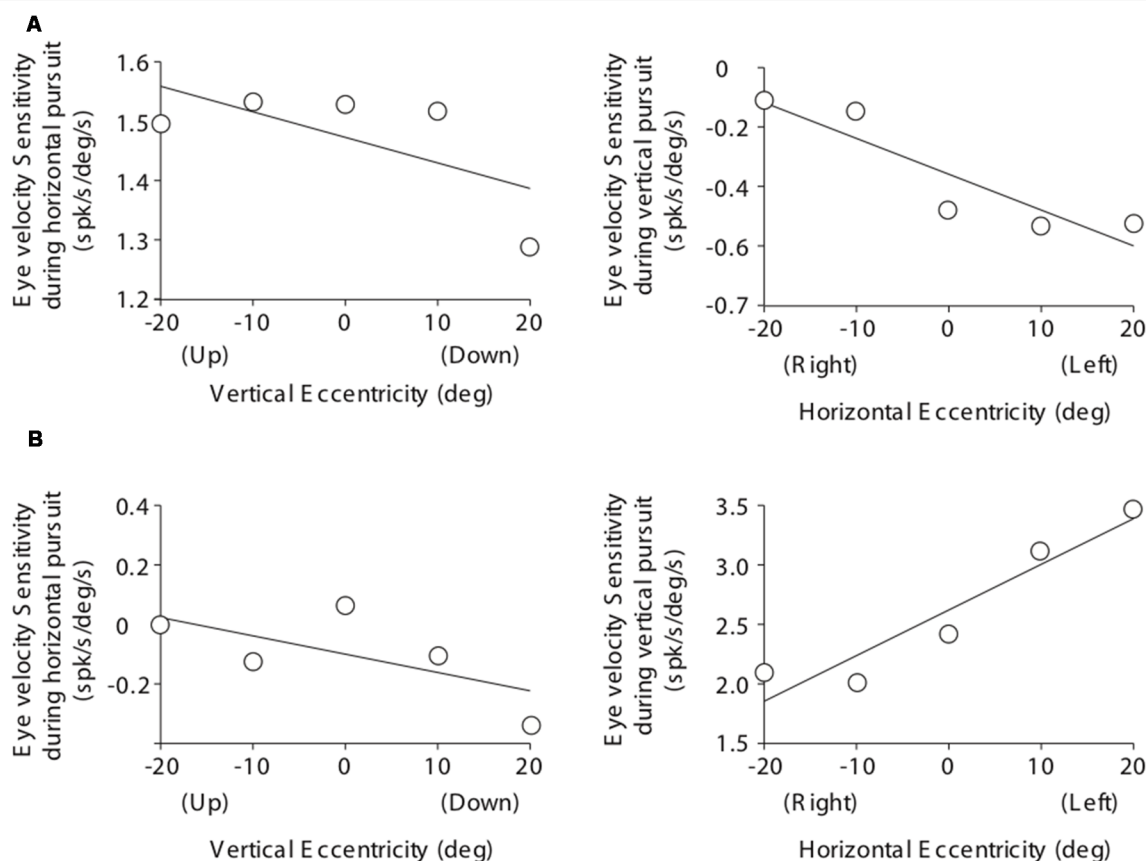 A
Eye velocity Sensitivity
during horizontal pursuit
(spk/s/deg/s)
1.6
1.5
1.4
1.3
1.2
-20
-10
0
10
20
(Up)
(Down)
Vertical Eccentricity (deg)
Eye velocity Sensitivity
during vertical pursuit
(spk/s/deg/s)
0
-0.2
-0.4
-0.6
-0.7
-20
-10
0
10
20
(Right)
(Left)
Horizontal Eccentricity (deg)
B
Eye velocity Sensitivity
during horizontal pursuit
(spk/s/deg/s)
0.4
0.2
0
-0.2
-20
-10
0
10
20
(Up)
(Down)
Vertical Eccentricity (deg)
Eye velocity Sensitivity
during vertical pursuit
(spk/s/deg/s)
3.5
3.0
2.5
2.0
1.5
-20
-10
0
10
20
(Right)
(Left)
Horizontal Eccentricity (deg)